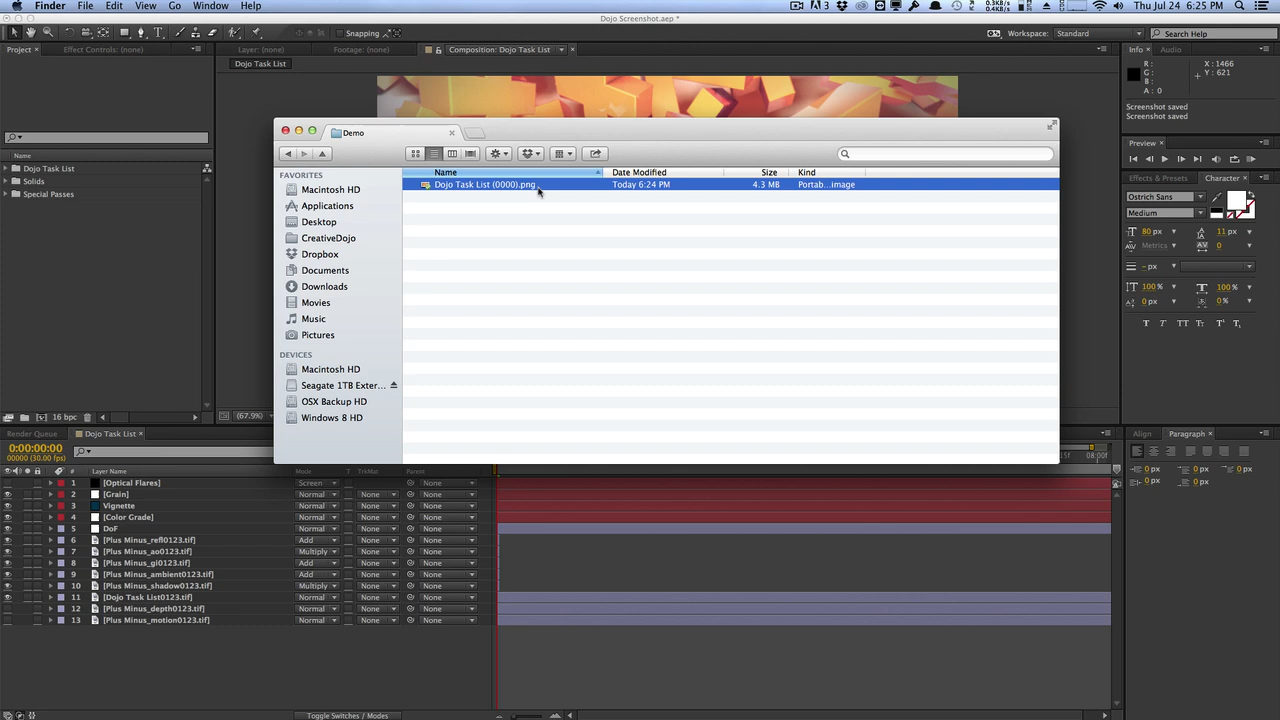 Finder File Edit View Go Window Help
Thu Jul 24 6:25 PM
Dojo Screenshot.aep *
Snapping
Workspace: Standard
Search Help
Project Effect Controls: (none)
Layer: (none) Footage: (none) Composition: Dojo Task List
Info Audio
Dojo Task List
R : G : B : A : 0
X : 1466
Y : 621
Screenshot saved
Screenshot saved
Preview
Name
Dojo Task List
Solids
Special Passes
16 bpc
Demo
FAVORITES
Macintosh HD
Applications
Desktop
CreativeDojo
Dropbox
Documents
Downloads
Movies
Music
Pictures
DEVICES
Macintosh HD
Seagate 1TB Exter...
OSX Backup HD
Windows 8 HD
Name Date Modified Size Kind
Dojo Task List (0000).png Today 6:24 PM 4.3 MB Portab...image
Effects & Presets Character
Ostrich Sans
Medium
80 px 11 px
Metrics 0
- px
100% 100%
0 px 0 %
(67.9%)
Render Queue Dojo Task List
0:00:00:00
00000 (30.00 fps)
08:00f
Align Paragraph
0 px 0 px 0 px
0 px 0 px
# Layer Name Mode T TrkMat Parent
1 [Optical Flares] Screen None
2 [Grain] Normal None None
3 Vignette Normal None None
4 [Color Grade] Normal None None
5 DoF Normal None None
6 [Plus Minus_refl0123.tif] Add None None
7 [Plus Minus_ao0123.tif] Multiply None None
8 [Plus Minus_gi0123.tif] Add None None
9 [Plus Minus_ambient0123.tif] Add None None
10 [Plus Minus_shadow0123.tif] Multiply None None
11 [Dojo Task List0123.tif] Normal None None
12 [Plus Minus_depth0123.tif] Normal None None
13 [Plus Minus_motion0123.tif] Normal None None
Toggle Switches / Modes